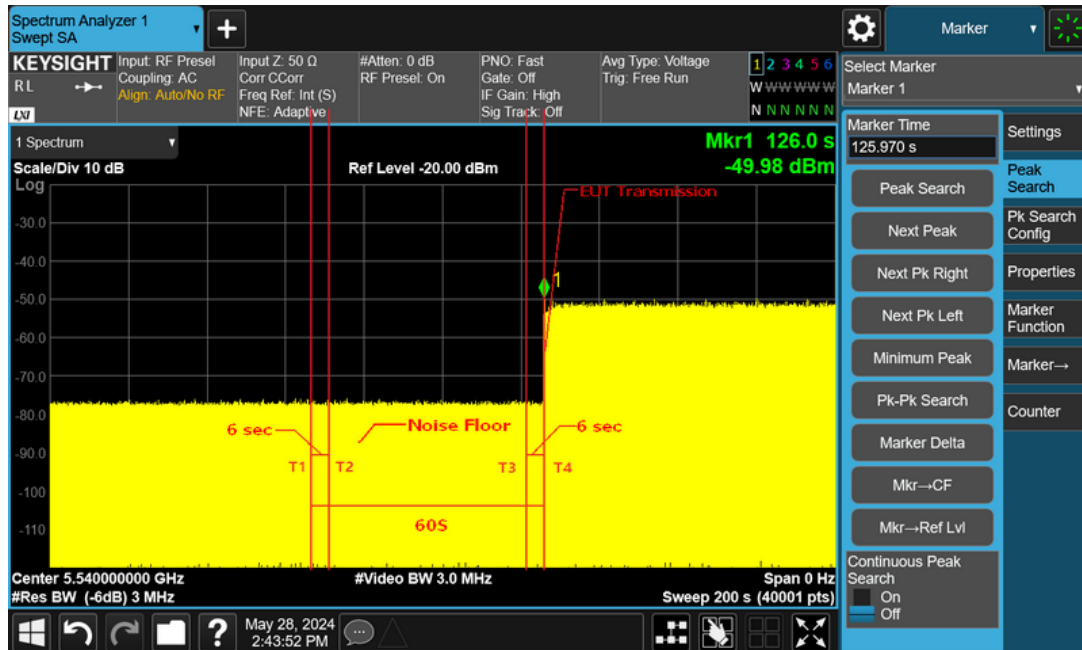 Spectrum Analyzer 1
Swept SA
+
Marker
KEYSIGHT
R L
LXI
Input: RF Presel
Coupling: AC
Align: Auto/No RF
Input Z: 50 Ω
Corr CCorr
Freq Ref: Int (S)
NFE: Adaptive
#Atten: 0 dB
RF Presel: On
PNO: Fast
Gate: Off
IF Gain: High
Sig Track: Off
Avg Type: Voltage
Trig: Free Run
1 2 3 4 5 6
W W W W W W
N N N N N N
Select Marker
Marker 1
1 Spectrum
Scale/Div 10 dB
Ref Level -20.00 dBm
Mkr1 126.0 s
-49.98 dBm
Log
-30.0
-40.0
-50.0
-60.0
-70.0
-80.0
-90.0
-100
-110
EUT Transmission
1
6 sec
Noise Floor
6 sec
T1 T2
T3 T4
60S
Center 5.540000000 GHz
#Video BW 3.0 MHz
Span 0 Hz
#Res BW (-6dB) 3 MHz
Sweep 200 s (40001 pts)
Marker Time
125.970 s
Peak Search
Next Peak
Next Pk Right
Next Pk Left
Minimum Peak
Pk-Pk Search
Marker Delta
Mkr→CF
Mkr→Ref Lvl
Continuous Peak
Search
On
Off
Settings
Peak
Search
Pk Search
Config
Properties
Marker
Function
Marker→
Counter
?
May 28, 2024
2:43:52 PM